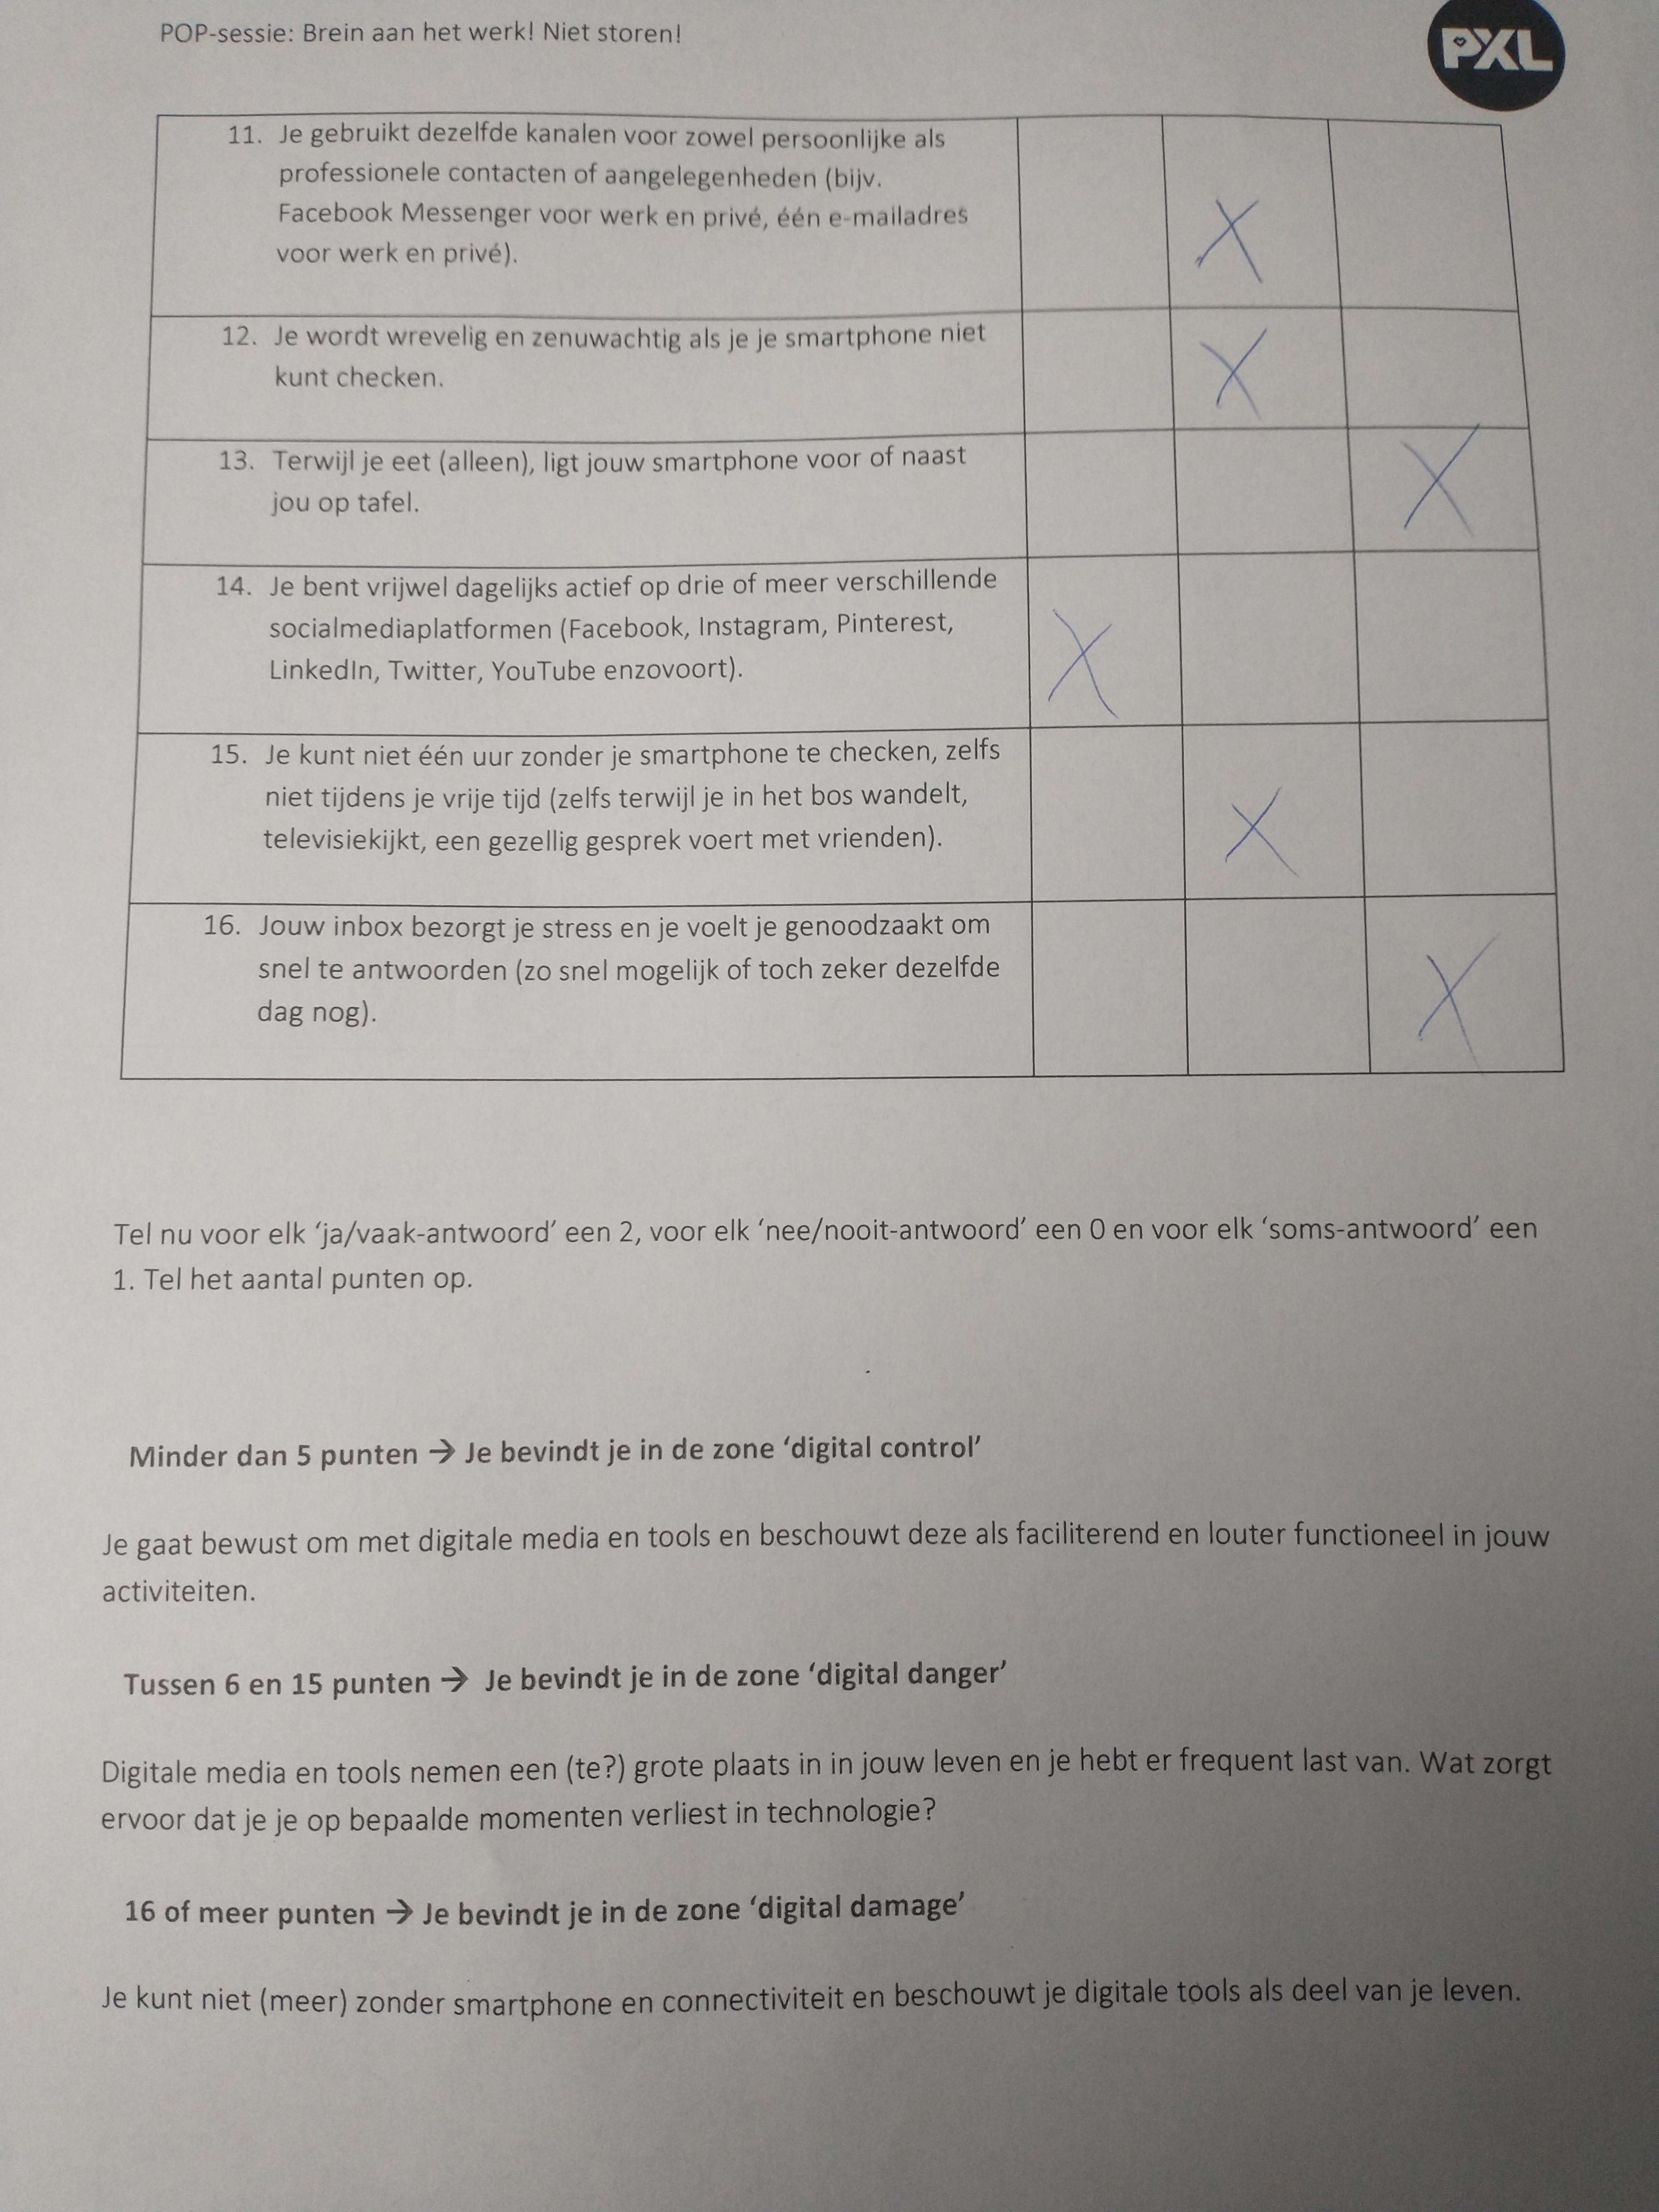 POP-sessie: Brein aan het werk! Niet storen!
PXL
11. Je gebruikt dezelfde kanalen voor zowel persoonlijke als
professionele contacten of aangelegenheden (bijv.
Facebook Messenger voor werk en privé, één e-mailadres
voor werk en privé).
X
12. Je wordt wrevelig en zenuwachtig als je je smartphone niet
kunt checken.
X
13. Terwijl je eet (alleen), ligt jouw smartphone voor of naast
jou op tafel.
X
14. Je bent vrijwel dagelijks actief op drie of meer verschillende
socialmediaplatformen (Facebook, Instagram, Pinterest,
LinkedIn, Twitter, YouTube enzovoort).
X
15. Je kunt niet één uur zonder je smartphone te checken, zelfs
niet tijdens je vrije tijd (zelfs terwijl je in het bos wandelt,
televisiekijkt, een gezellig gesprek voert met vrienden).
X
16. Jouw inbox bezorgt je stress en je voelt je genoodzaakt om
snel te antwoorden (zo snel mogelijk of toch zeker dezelfde
dag nog).
X
Tel nu voor elk ‘ja/vaak-antwoord’ een 2, voor elk ‘nee/nooit-antwoord’ een 0 en voor elk ‘soms-antwoord’ een
1. Tel het aantal punten op.
Minder dan 5 punten → Je bevindt je in de zone ‘digital control’
Je gaat bewust om met digitale media en tools en beschouwt deze als faciliterend en louter functioneel in jouw
activiteiten.
Tussen 6 en 15 punten → Je bevindt je in de zone ‘digital danger’
Digitale media en tools nemen een (te?) grote plaats in in jouw leven en je hebt er frequent last van. Wat zorgt
ervoor dat je je op bepaalde momenten verliest in technologie?
16 of meer punten → Je bevindt je in de zone ‘digital damage’
Je kunt niet (meer) zonder smartphone en connectiviteit en beschouwt je digitale tools als deel van je leven.